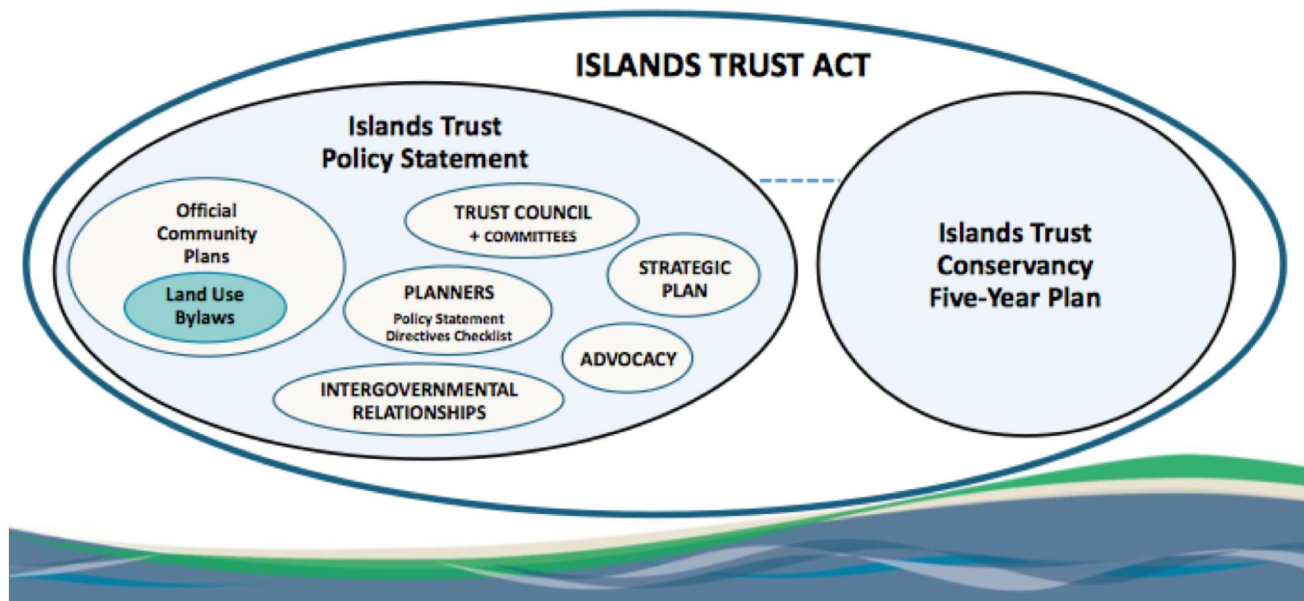 ISLANDS TRUST ACT
Islands Trust
Policy Statement
Official
Community
Plans
Land Use
Bylaws
TRUST COUNCIL
+ COMMITTEES
STRATEGIC
PLAN
PLANNERS
Policy Statement
Directives Checklist
ADVOCACY
INTERGOVERNMENTAL
RELATIONSHIPS
Islands Trust
Conservancy
Five-Year Plan